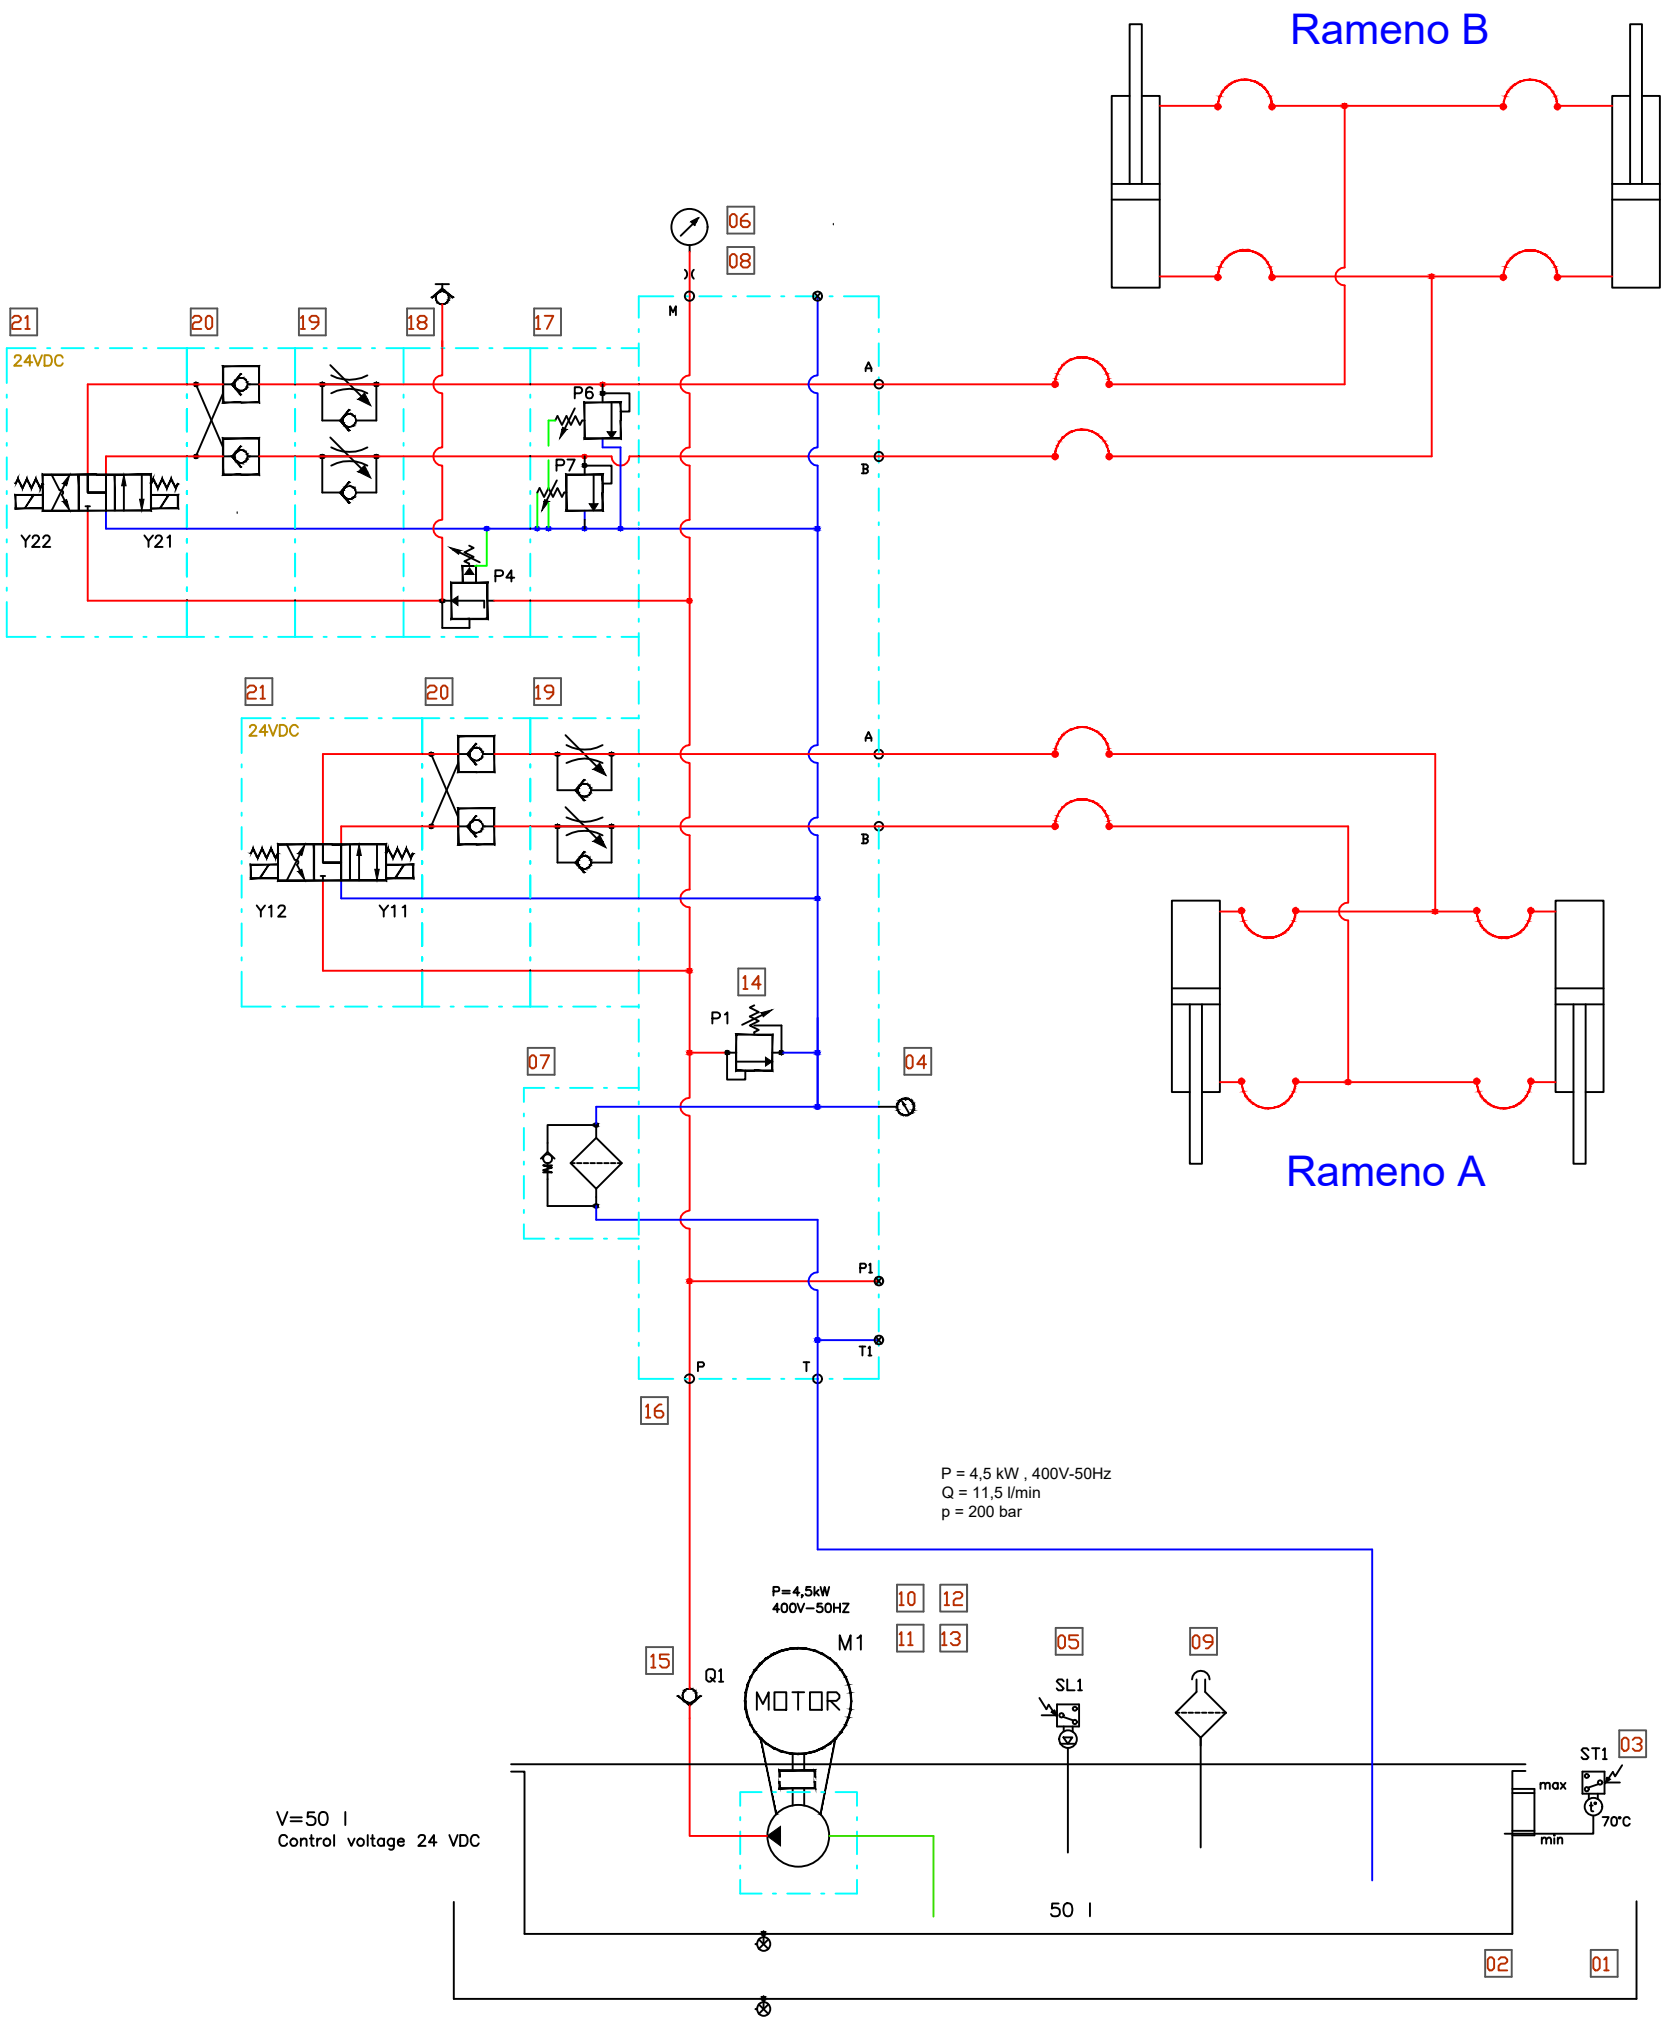 Rameno B
06
08
M
21
20
19
18
17
24VDC
A
P6
P7
B
Y22
Y21
P4
21
20
19
24VDC
A
B
Y12
Y11
14
P1
07
04
Rameno A
P1
T1
P
T
16
P = 4,5 kW , 400V-50Hz
Q = 11,5 l/min
p = 200 bar
P=4,5kW
400V-50HZ
10
12
11
13
M1
15
Q1
MOTOR
05
SL1
09
ST1
03
max
t°
70°C
min
V=50 l
Control voltage 24 VDC
50 l
02
01